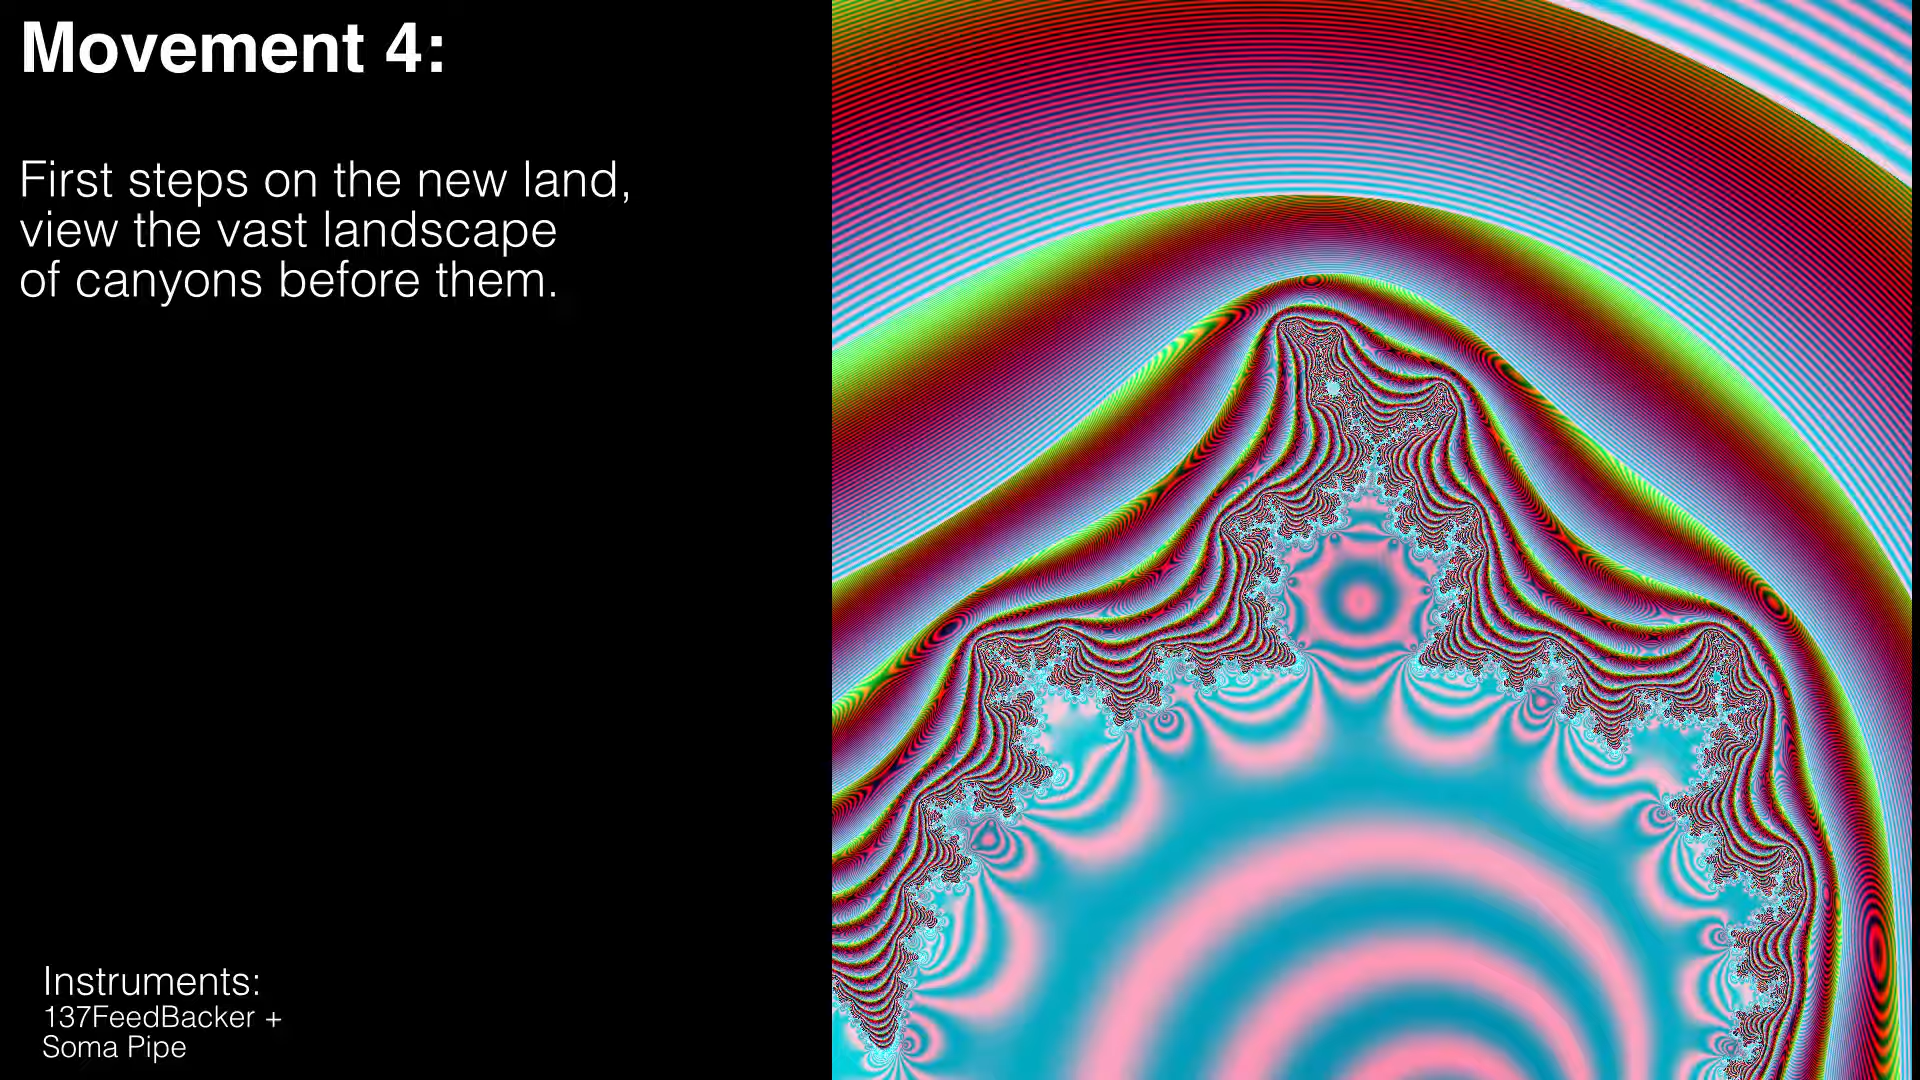 Movement 4:
First steps on the new land,
view the vast landscape
of canyons before them.
Instruments:
137FeedBacker +
Soma Pipe